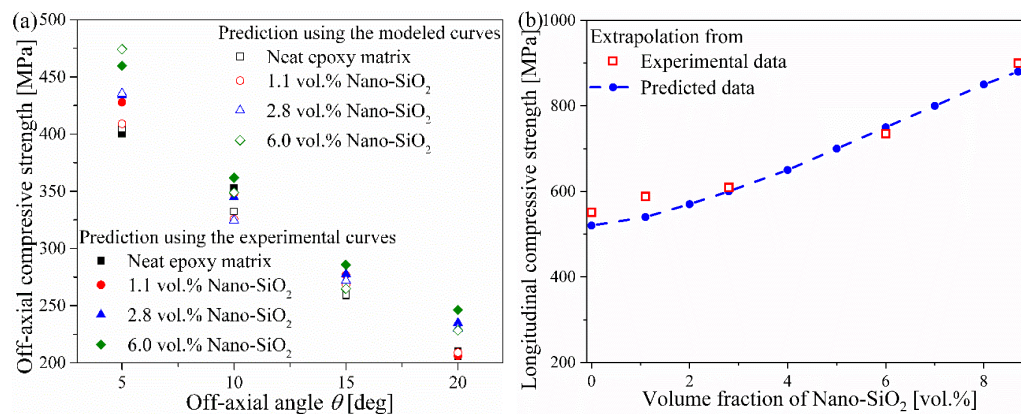 (a)
Off-axial compressive strength [MPa]
500
450
400
350
300
250
200
Prediction using the modeled curves
Neat epoxy matrix
1.1 vol.% Nano-SiO2
2.8 vol.% Nano-SiO2
6.0 vol.% Nano-SiO2
Prediction using the experimental curves
Neat epoxy matrix
1.1 vol.% Nano-SiO2
2.8 vol.% Nano-SiO2
6.0 vol.% Nano-SiO2
5 10 15 20
Off-axial angle θ [deg]
(b)
Longitudinal compressive strength [MPa]
1000
800
600
400
200
Extrapolation from
Experimental data
Predicted data
0 2 4 6 8
Volume fraction of Nano-SiO2 [vol.%]